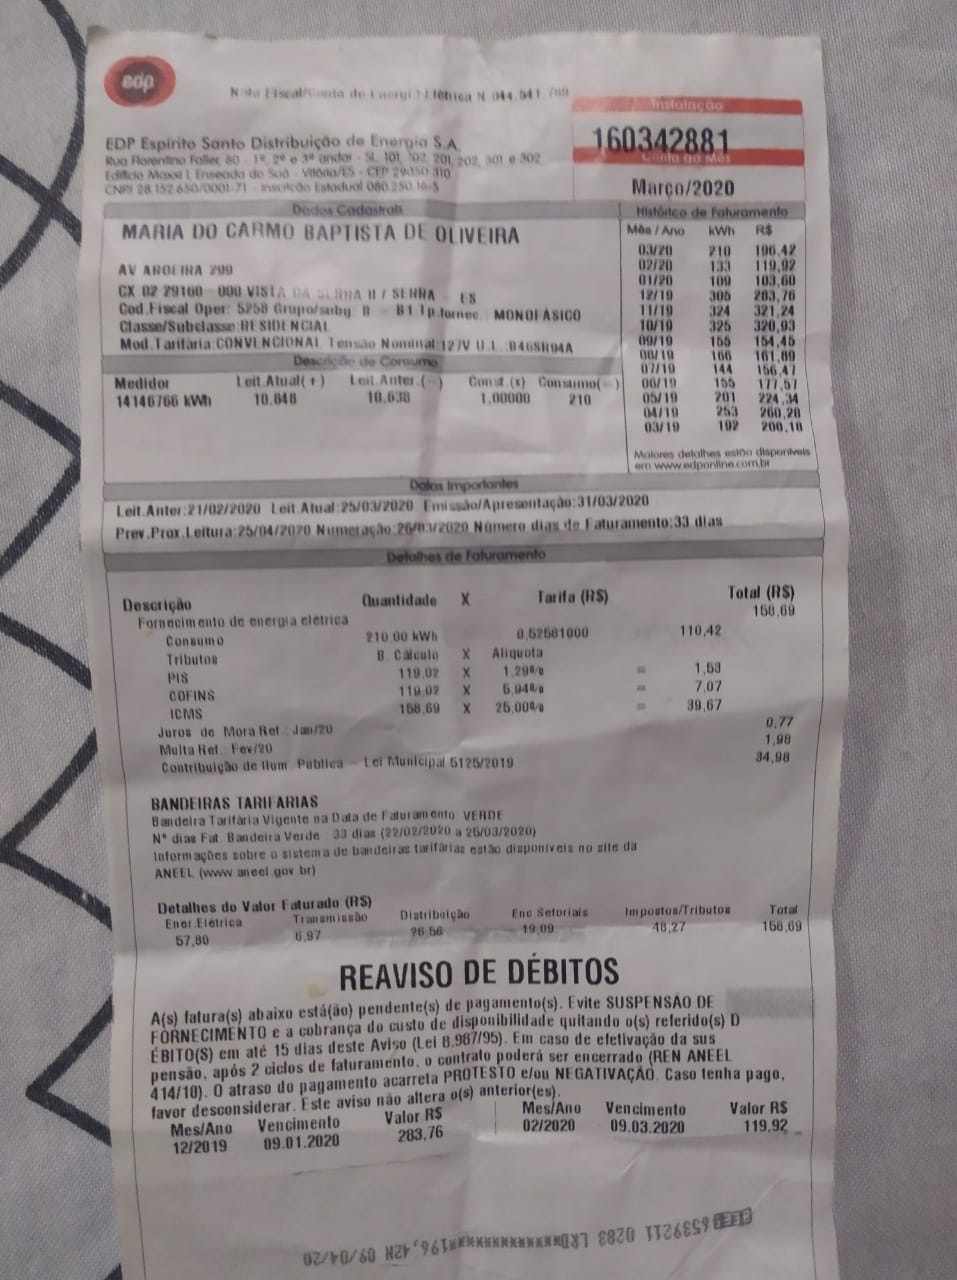 edp
Nota Fiscal/Conta de Energia Elétrica N
Instalação
160342881
Conta do Mês
Março/2020
EDP Espírito Santo Distribuição de Energia S.A.
Rua Florentino Faller, 80 - 1º, 2º e 3º andar - SL 101, 102, 201, 202, 301 e 302
Edifício Maxxi I, Enseada do Suá - Vitória/ES - CEP 29050 310
CNPJ 28.152.650/0001-71 - Inscrição Estadual 080.250.16-5
Dados Cadastrais
MARIA DO CARMO BAPTISTA DE OLIVEIRA
AV AROEIRA 299
CX 02 29160-000 VISTA DA SERRA II / SERRA - ES
Cod.Fiscal Oper: 5258 Grupo/subg: B - B1 Tp.fornec.: MONOFÁSICO
Classe/Subclasse:RESIDENCIAL
Mod.Tarifária:CONVENCIONAL Tensão Nominal:127V U.L.:
Histórico de Faturamento
Mês / Ano kWh R$
03/20 210 196,42
02/20 133 119,92
01/20 109 103,60
12/19 305 283,76
11/19 324 321,24
10/19 325 320,93
09/19 155 154,45
08/19 166 161,89
07/19 144 156,47
06/19 155 177,57
05/19 201 224,34
04/19 253 260,20
03/19 192 200,18
Maiores detalhes estão disponíveis
em www.edponline.com.br
Descrição de Consumo
Medidor Leit.Atual(+) Leit.Anter.(-) Const.(x) Consumo(=)
14146766 kWh 10.848 10.638 1,00000 210
Datas Importantes
Leit.Anter:21/02/2020 Leit.Atual:25/03/2020 Emissão/Apresentação:31/03/2020
Prev.Prox.Leitura:25/04/2020 Numeração:26/03/2020 Número dias de Faturamento:33 dias
Detalhes de Faturamento
Descrição Quantidade X Tarifa (R$) Total (R$)
Fornecimento de energia elétrica 158,69
Consumo 210.00 kWh 0,52581000 110,42
Tributos B. Cálculo X Alíquota
PIS 119,02 X 1,29% = 1,53
COFINS 119,02 X 5,94% = 7,07
ICMS 158,69 X 25,00% = 39,67
Juros de Mora Ref.: Jan/20 0,77
Multa Ref.: Fev/20 1,98
Contribuição de Ilum. Pública - Lei Municipal 5125/2019 34,98
BANDEIRAS TARIFÁRIAS
Bandeira Tarifária Vigente na Data de Faturamento: VERDE
Nº dias Fat. Bandeira Verde : 33 dias (22/02/2020 a 25/03/2020)
Informações sobre o sistema de bandeiras tarifárias estão disponíveis no site da
ANEEL (www.aneel.gov.br)
Detalhes do Valor Faturado (R$)
Ener.Elétrica Transmissão Distribuição Enc Setoriais Impostos/Tributos Total
57,80 6,97 26,56 19,09 48,27 158,69
REAVISO DE DÉBITOS
A(s) fatura(s) abaixo está(ão) pendente(s) de pagamento(s). Evite SUSPENSÃO DE
FORNECIMENTO e a cobrança do custo de disponibilidade quitando o(s) referido(s) D
ÉBITO(S) em até 15 dias deste Aviso (Lei 8.987/95). Em caso de efetivação da sus
pensão, após 2 ciclos de faturamento, o contrato poderá ser encerrado (REN ANEEL
414/10). O atraso do pagamento acarreta PROTESTO e/ou NEGATIVAÇÃO. Caso tenha pago,
favor desconsiderar. Este aviso não altera o(s) anterior(es).
Mes/Ano Vencimento Valor R$ Mes/Ano Vencimento Valor R$
12/2019 09.01.2020 283,76 02/2020 09.03.2020 119,92
6539211 0283 196,42N 09/04/20